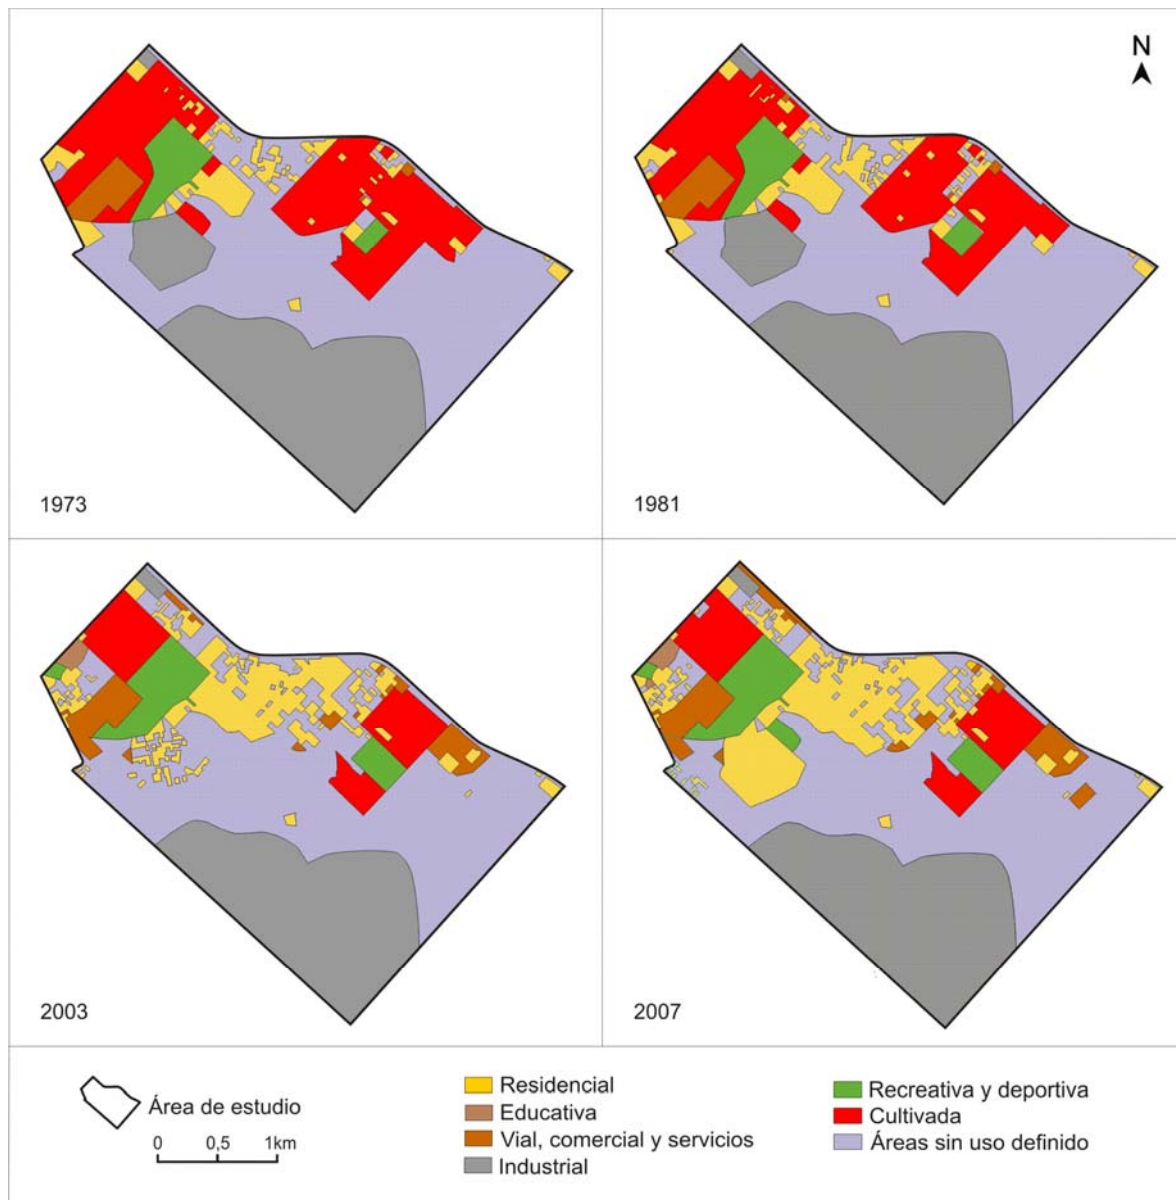 N
1973
1981
2003
2007
Área de estudio
0 0,5 1km
Residencial
Educativa
Vial, comercial y servicios
Industrial
Recreativa y deportiva
Cultivada
Áreas sin uso definido